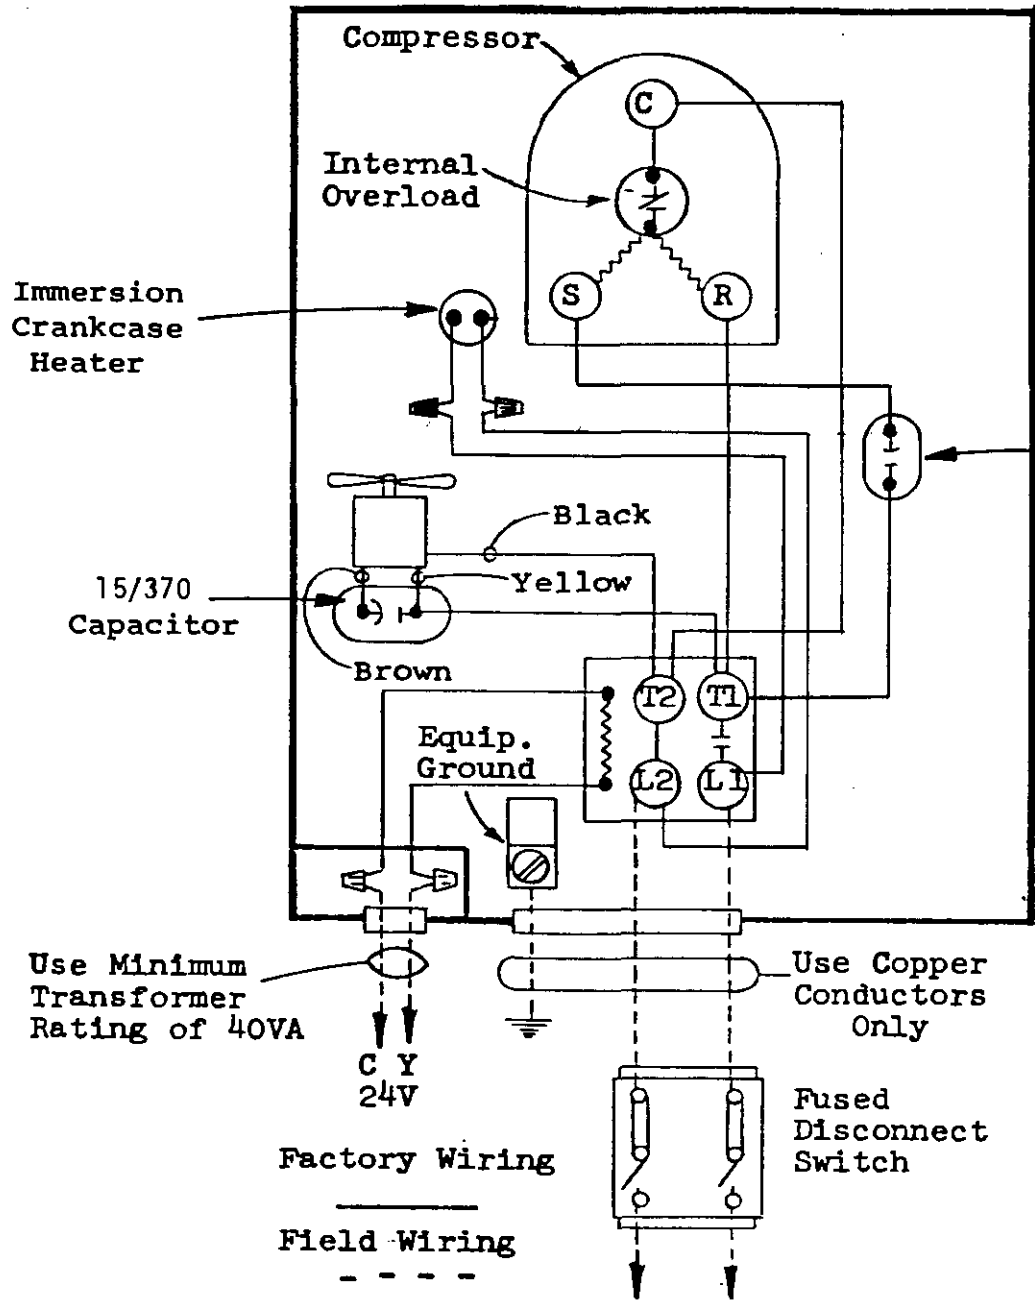 Compressor
C
Internal
Overload
S
R
Immersion
Crankcase
Heater
Black
15/370
Capacitor
Yellow
Brown
T2
T1
Equip.
Ground
L2
L1
Use Minimum
Transformer
Rating of 40VA
Use Copper
Conductors
Only
C Y
24V
Fused
Disconnect
Switch
Factory Wiring
Field Wiring